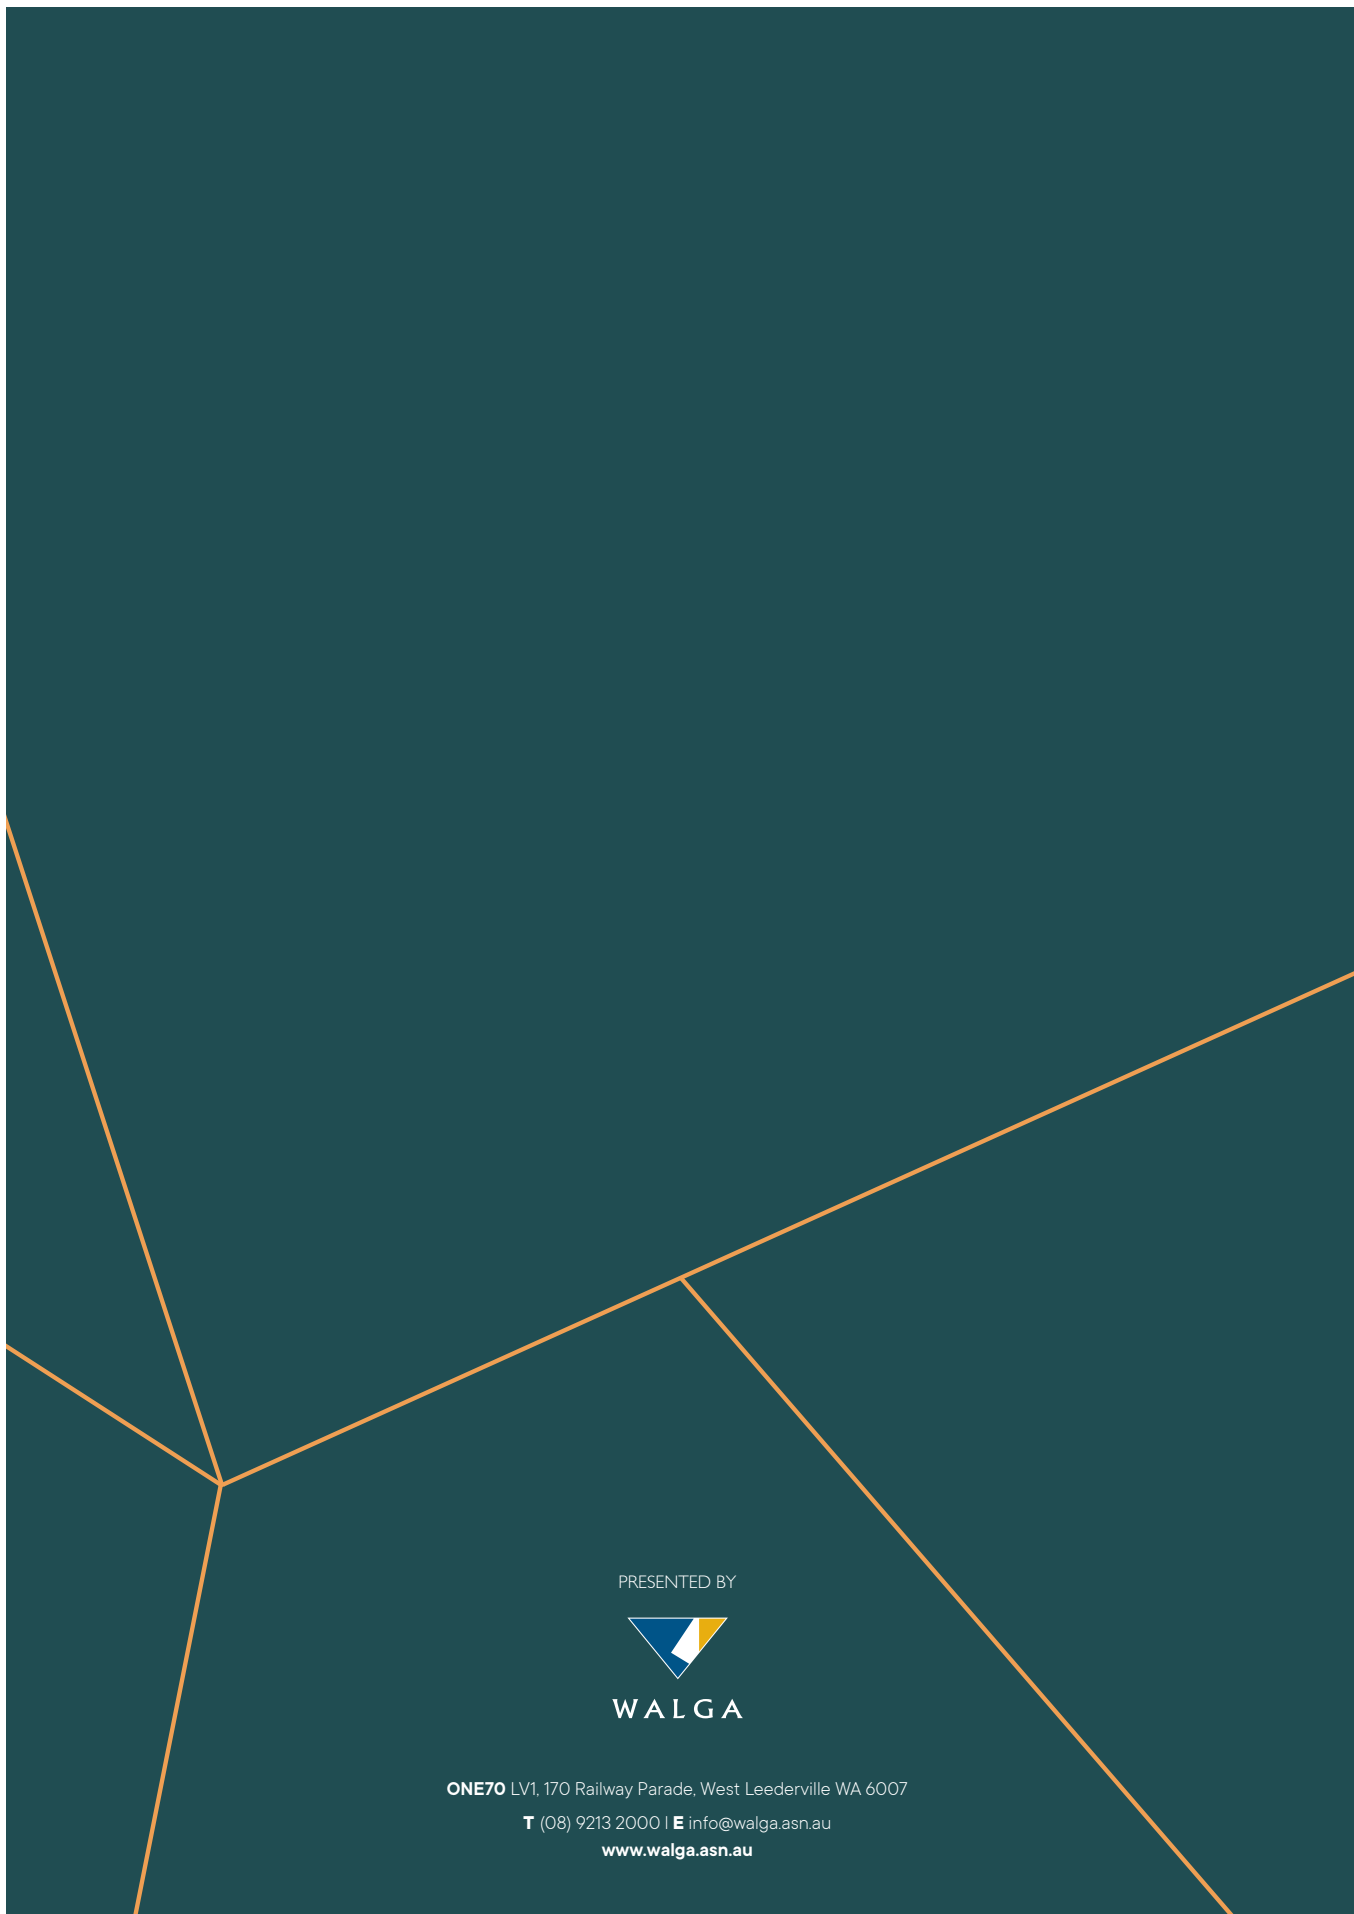 PRESENTED BY
WALGA
ONE70 LV1, 170 Railway Parade, West Leederville WA 6007
T (08) 9213 2000 | E info@walga.asn.au
www.walga.asn.au